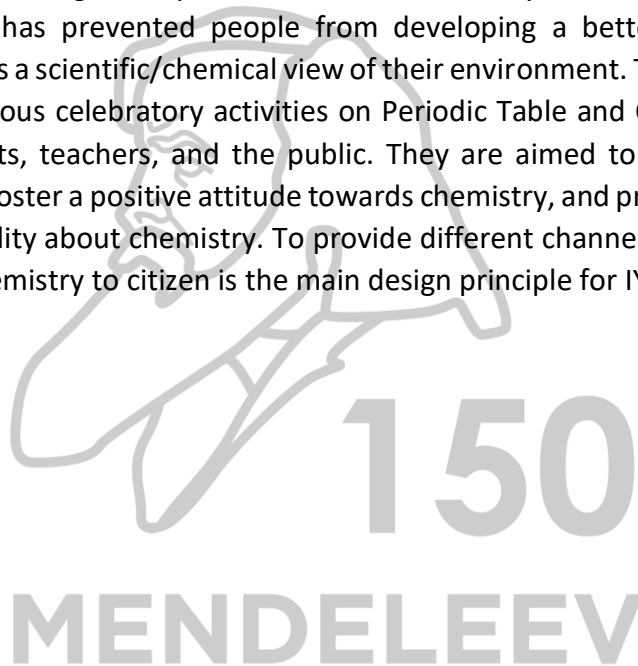 has prevented people from developing a bette
s a scientific/chemical view of their environment. T
ous celebratory activities on Periodic Table and C
ts, teachers, and the public. They are aimed to
oster a positive attitude towards chemistry, and pr
lity about chemistry. To provide different channe
emistry to citizen is the main design principle for IY
150
MENDELEEV